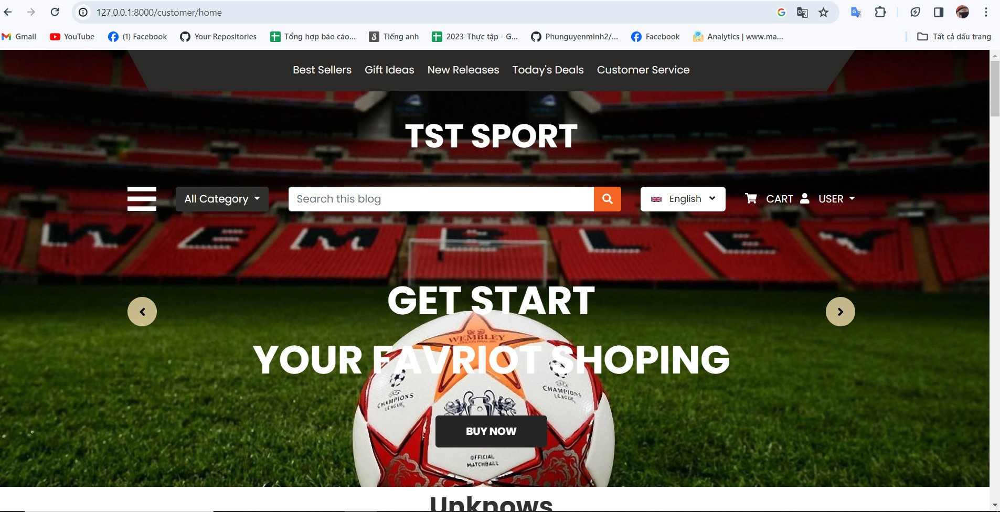 127.0.0.1:8000/customer/home
Gmail YouTube (1) Facebook Your Repositories Tổng hợp báo cáo... Tiếng anh 2023-Thực tập - G... Phunguyenminh2/... Facebook Analytics | www.ma... Tất cả dấu trang
Best Sellers Gift Ideas New Releases Today's Deals Customer Service
TST SPORT
All Category Search this blog English CART USER
WEMBLEY
GET START
WEMBLEY
YOUR FAVRIOT SHOPING
CHAMPIONS LEAGUE
CHAMPIONS LEAGUE
BUY NOW
OFFICIAL
MATCHBALL
Unknows